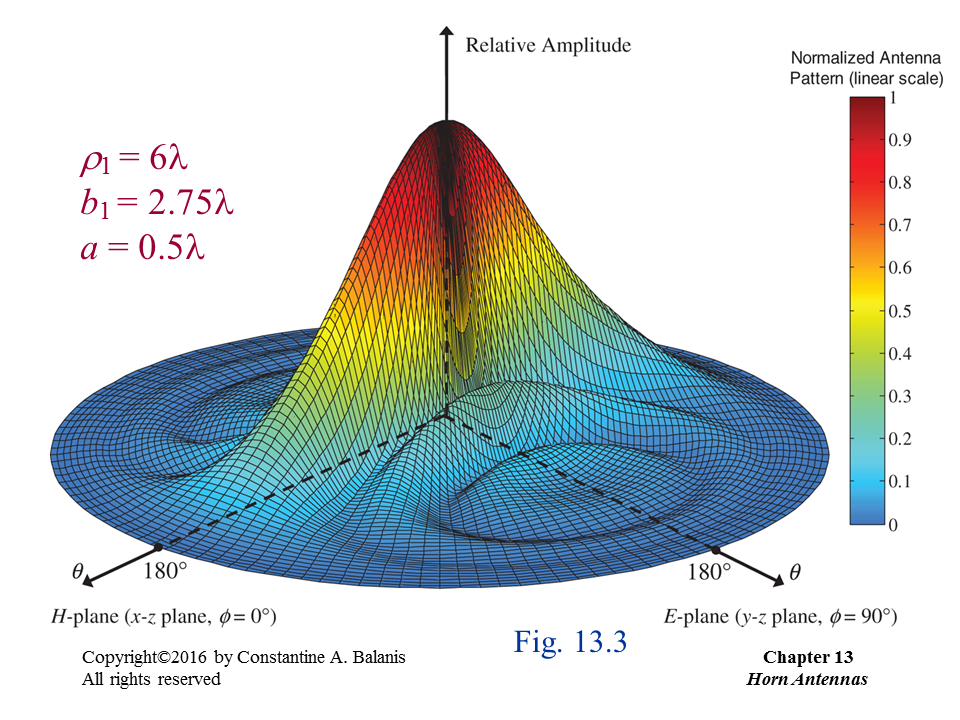 Relative Amplitude
Normalized Antenna
Pattern (linear scale)
ρ₁ = 6λ
b₁ = 2.75λ
a = 0.5λ
1
0.9
0.8
0.7
0.6
0.5
0.4
0.3
0.2
0.1
0
θ
180°
180°
θ
H-plane (x-z plane, ϕ = 0°)
E-plane (y-z plane, ϕ = 90°)
Fig. 13.3
Copyright©2016 by Constantine A. Balanis
All rights reserved
Chapter 13
Horn Antennas